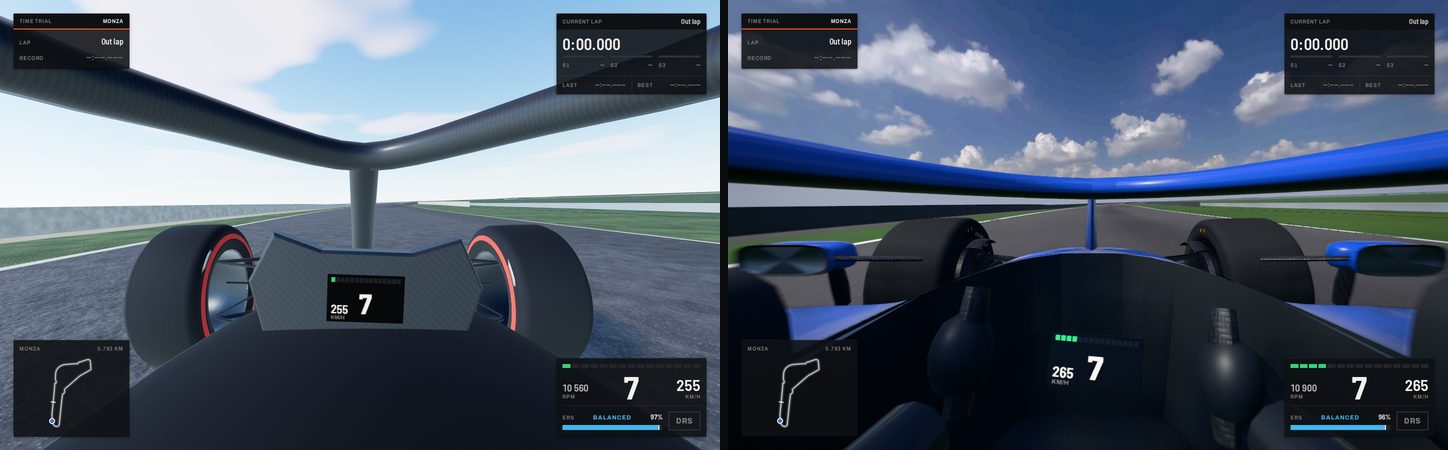 TIME TRIAL MONZA
LAP Out lap
RECORD –:––.–––
CURRENT LAP Out lap
0:00.000
S1 – S2 – S3 –
LAST –:––.––– BEST –:––.–––
255 7
KM/H
MONZA 5.793 KM
10 560 7 255
RPM KM/H
ERS BALANCED 97% DRS
TIME TRIAL MONZA
LAP Out lap
RECORD –:––.–––
CURRENT LAP Out lap
0:00.000
S1 – S2 – S3 –
LAST –:––.––– BEST –:––.–––
265 7
KM/H
MONZA 5.793 KM
10 900 7 265
RPM KM/H
ERS BALANCED 96% DRS